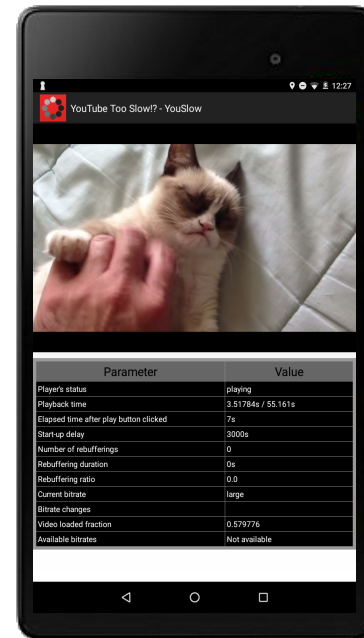 12:27
YouTube Too Slow!? - YouSlow
Parameter Value
Player's status playing
Playback time 3.51784s / 55.161s
Elapsed time after play button clicked 7s
Start-up delay 3000s
Number of rebufferings 0
Rebuffering duration 0s
Rebuffering ratio 0.0
Current bitrate large
Bitrate changes
Video loaded fraction 0.579776
Available bitrates Not available